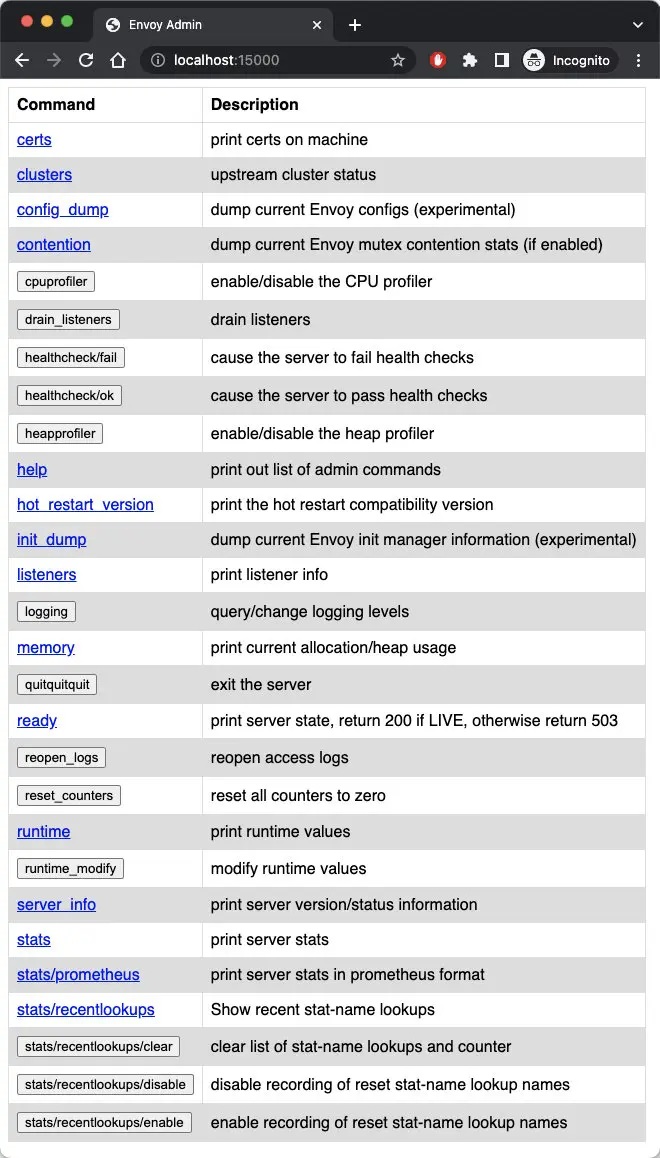 Envoy Admin
localhost:15000
Incognito
Command Description
certs print certs on machine
clusters upstream cluster status
config_dump dump current Envoy configs (experimental)
contention dump current Envoy mutex contention stats (if enabled)
cpuprofiler enable/disable the CPU profiler
drain_listeners drain listeners
healthcheck/fail cause the server to fail health checks
healthcheck/ok cause the server to pass health checks
heapprofiler enable/disable the heap profiler
help print out list of admin commands
hot_restart_version print the hot restart compatibility version
init_dump dump current Envoy init manager information (experimental)
listeners print listener info
logging query/change logging levels
memory print current allocation/heap usage
quitquitquit exit the server
ready print server state, return 200 if LIVE, otherwise return 503
reopen_logs reopen access logs
reset_counters reset all counters to zero
runtime print runtime values
runtime_modify modify runtime values
server_info print server version/status information
stats print server stats
stats/prometheus print server stats in prometheus format
stats/recentlookups Show recent stat-name lookups
stats/recentlookups/clear clear list of stat-name lookups and counter
stats/recentlookups/disable disable recording of reset stat-name lookup names
stats/recentlookups/enable enable recording of reset stat-name lookup names